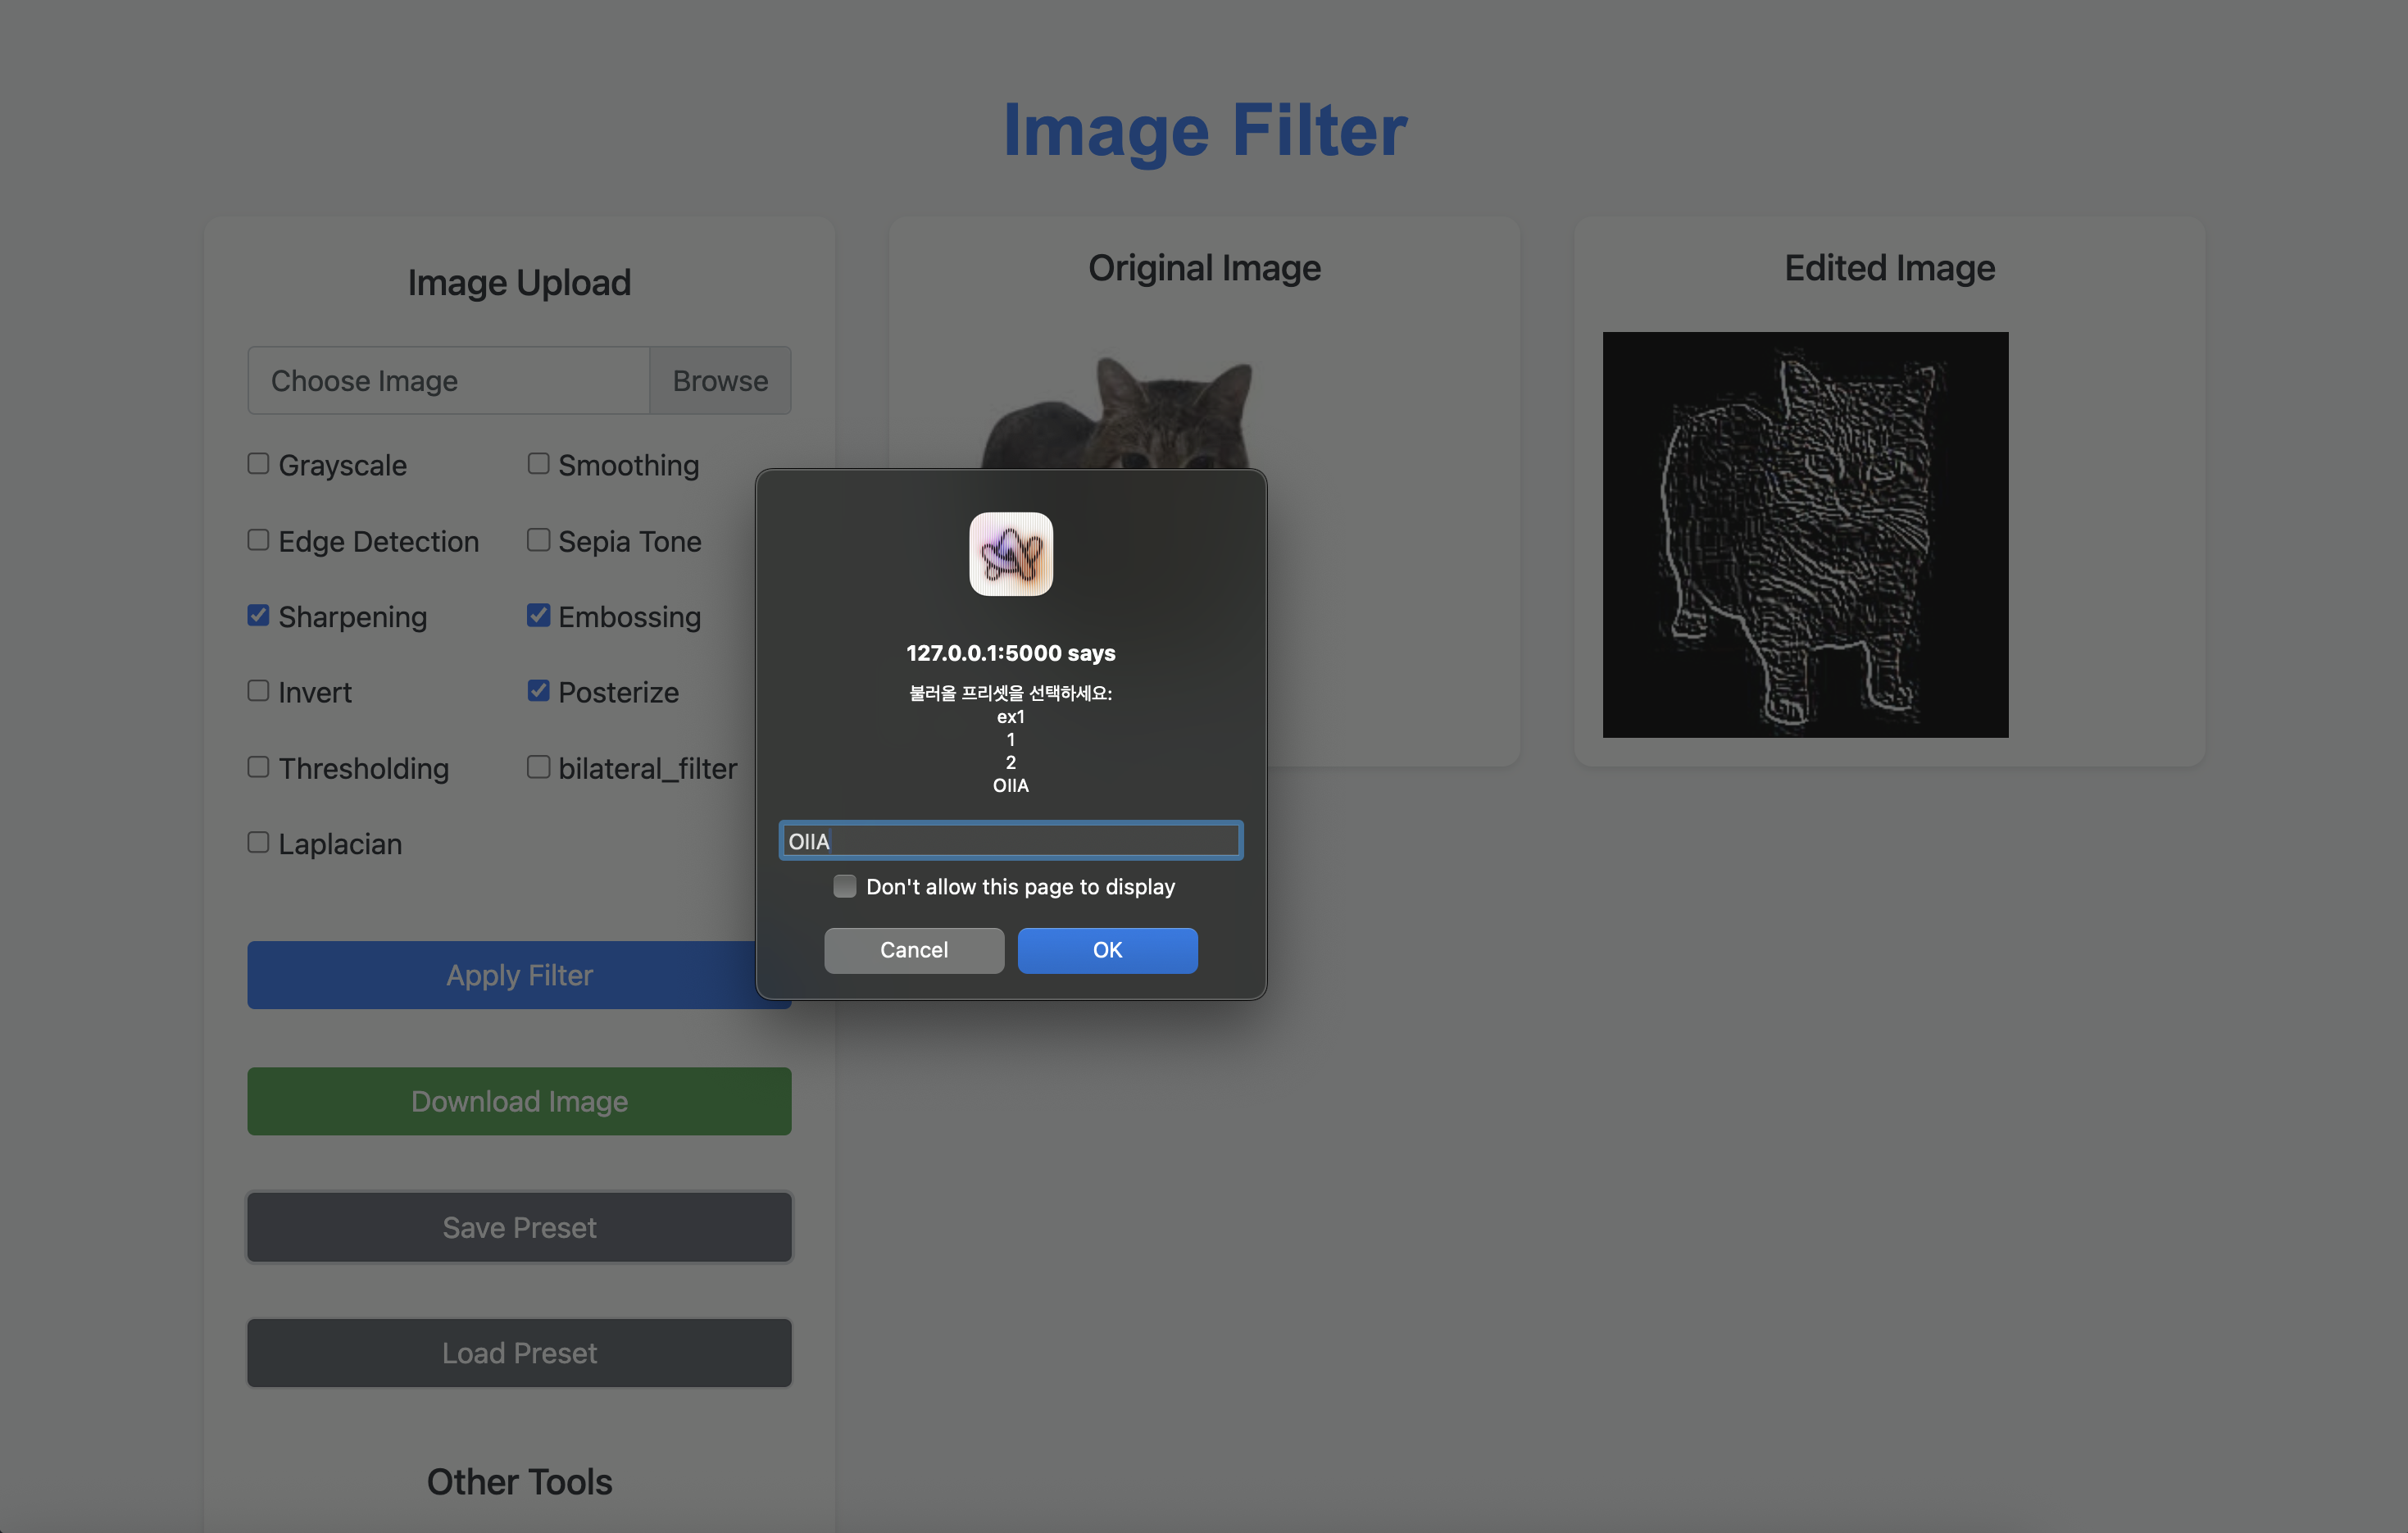 Image Filter
Image Upload
Choose Image
Browse
Grayscale
Smoothing
Edge Detection
Sepia Tone
Sharpening
Embossing
Invert
Posterize
Thresholding
bilateral_filter
Laplacian
Apply Filter
Download Image
Save Preset
Load Preset
Other Tools
Original Image
Edited Image
127.0.0.1:5000 says
불러올 프리셋을 선택하세요:
ex1
1
2
OIIA
OIIA
Don't allow this page to display
Cancel
OK